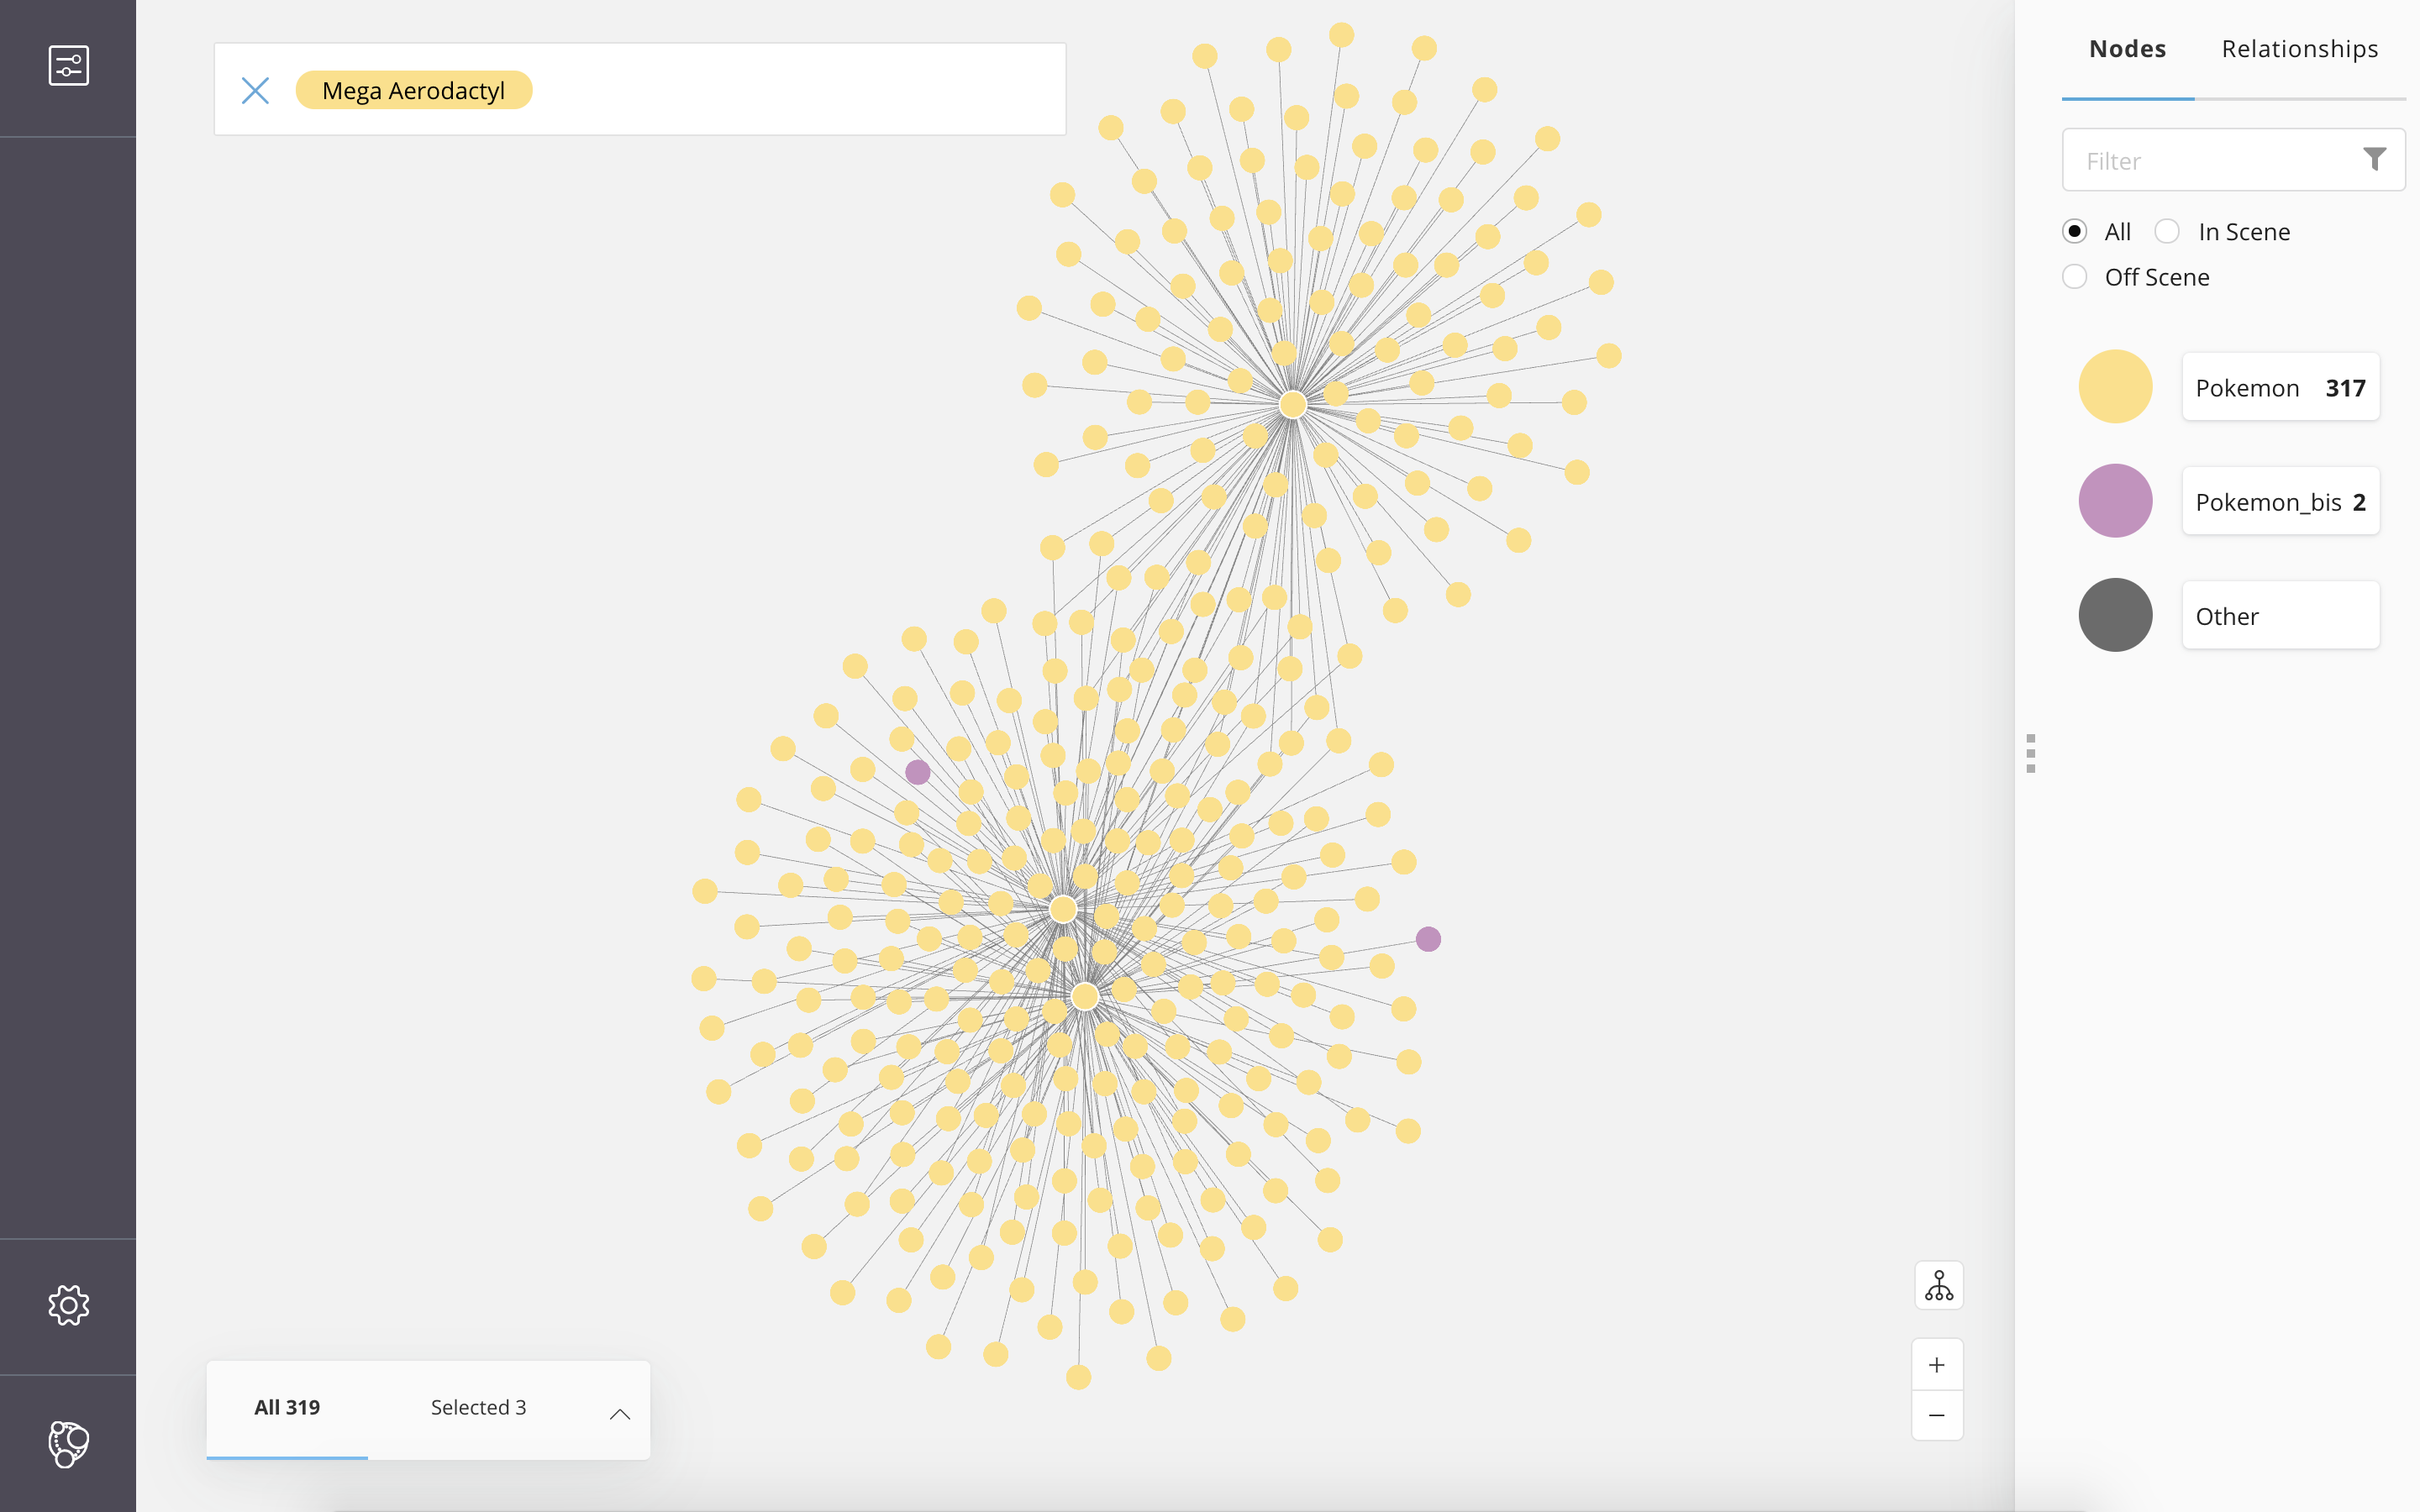 Mega Aerodactyl
Nodes Relationships
Filter
All In Scene
Off Scene
Pokemon 317
Pokemon_bis 2
Other
All 319 Selected 3